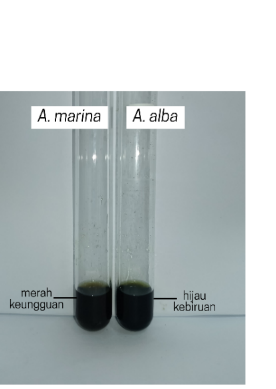 A. marina
A. alba
merah
keungguan
hijau
kebiruan